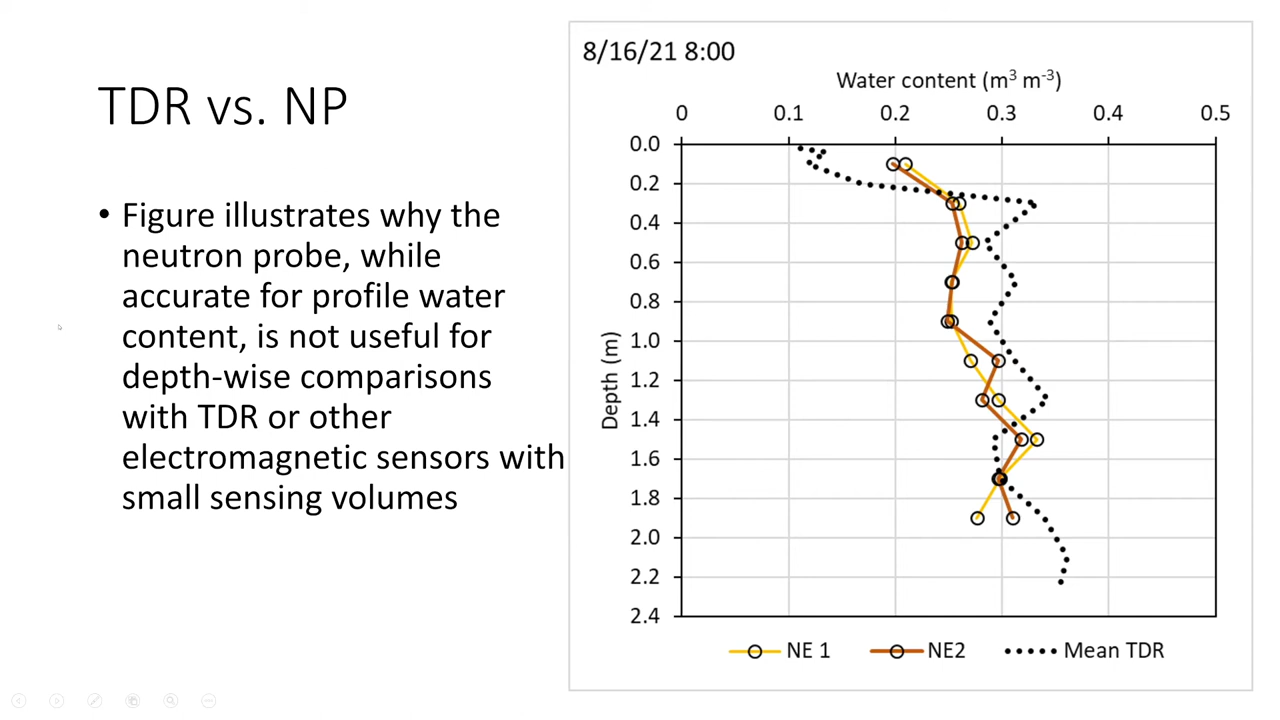 TDR vs. NP
• Figure illustrates why the
neutron probe, while
accurate for profile water
content, is not useful for
depth-wise comparisons
with TDR or other
electromagnetic sensors with
small sensing volumes
8/16/21 8:00
Water content (m³ m⁻³)
0 0.1 0.2 0.3 0.4 0.5
0.0
0.2
0.4
0.6
0.8
1.0
1.2
1.4
1.6
1.8
2.0
2.2
2.4
Depth (m)
NE 1 NE2 Mean TDR